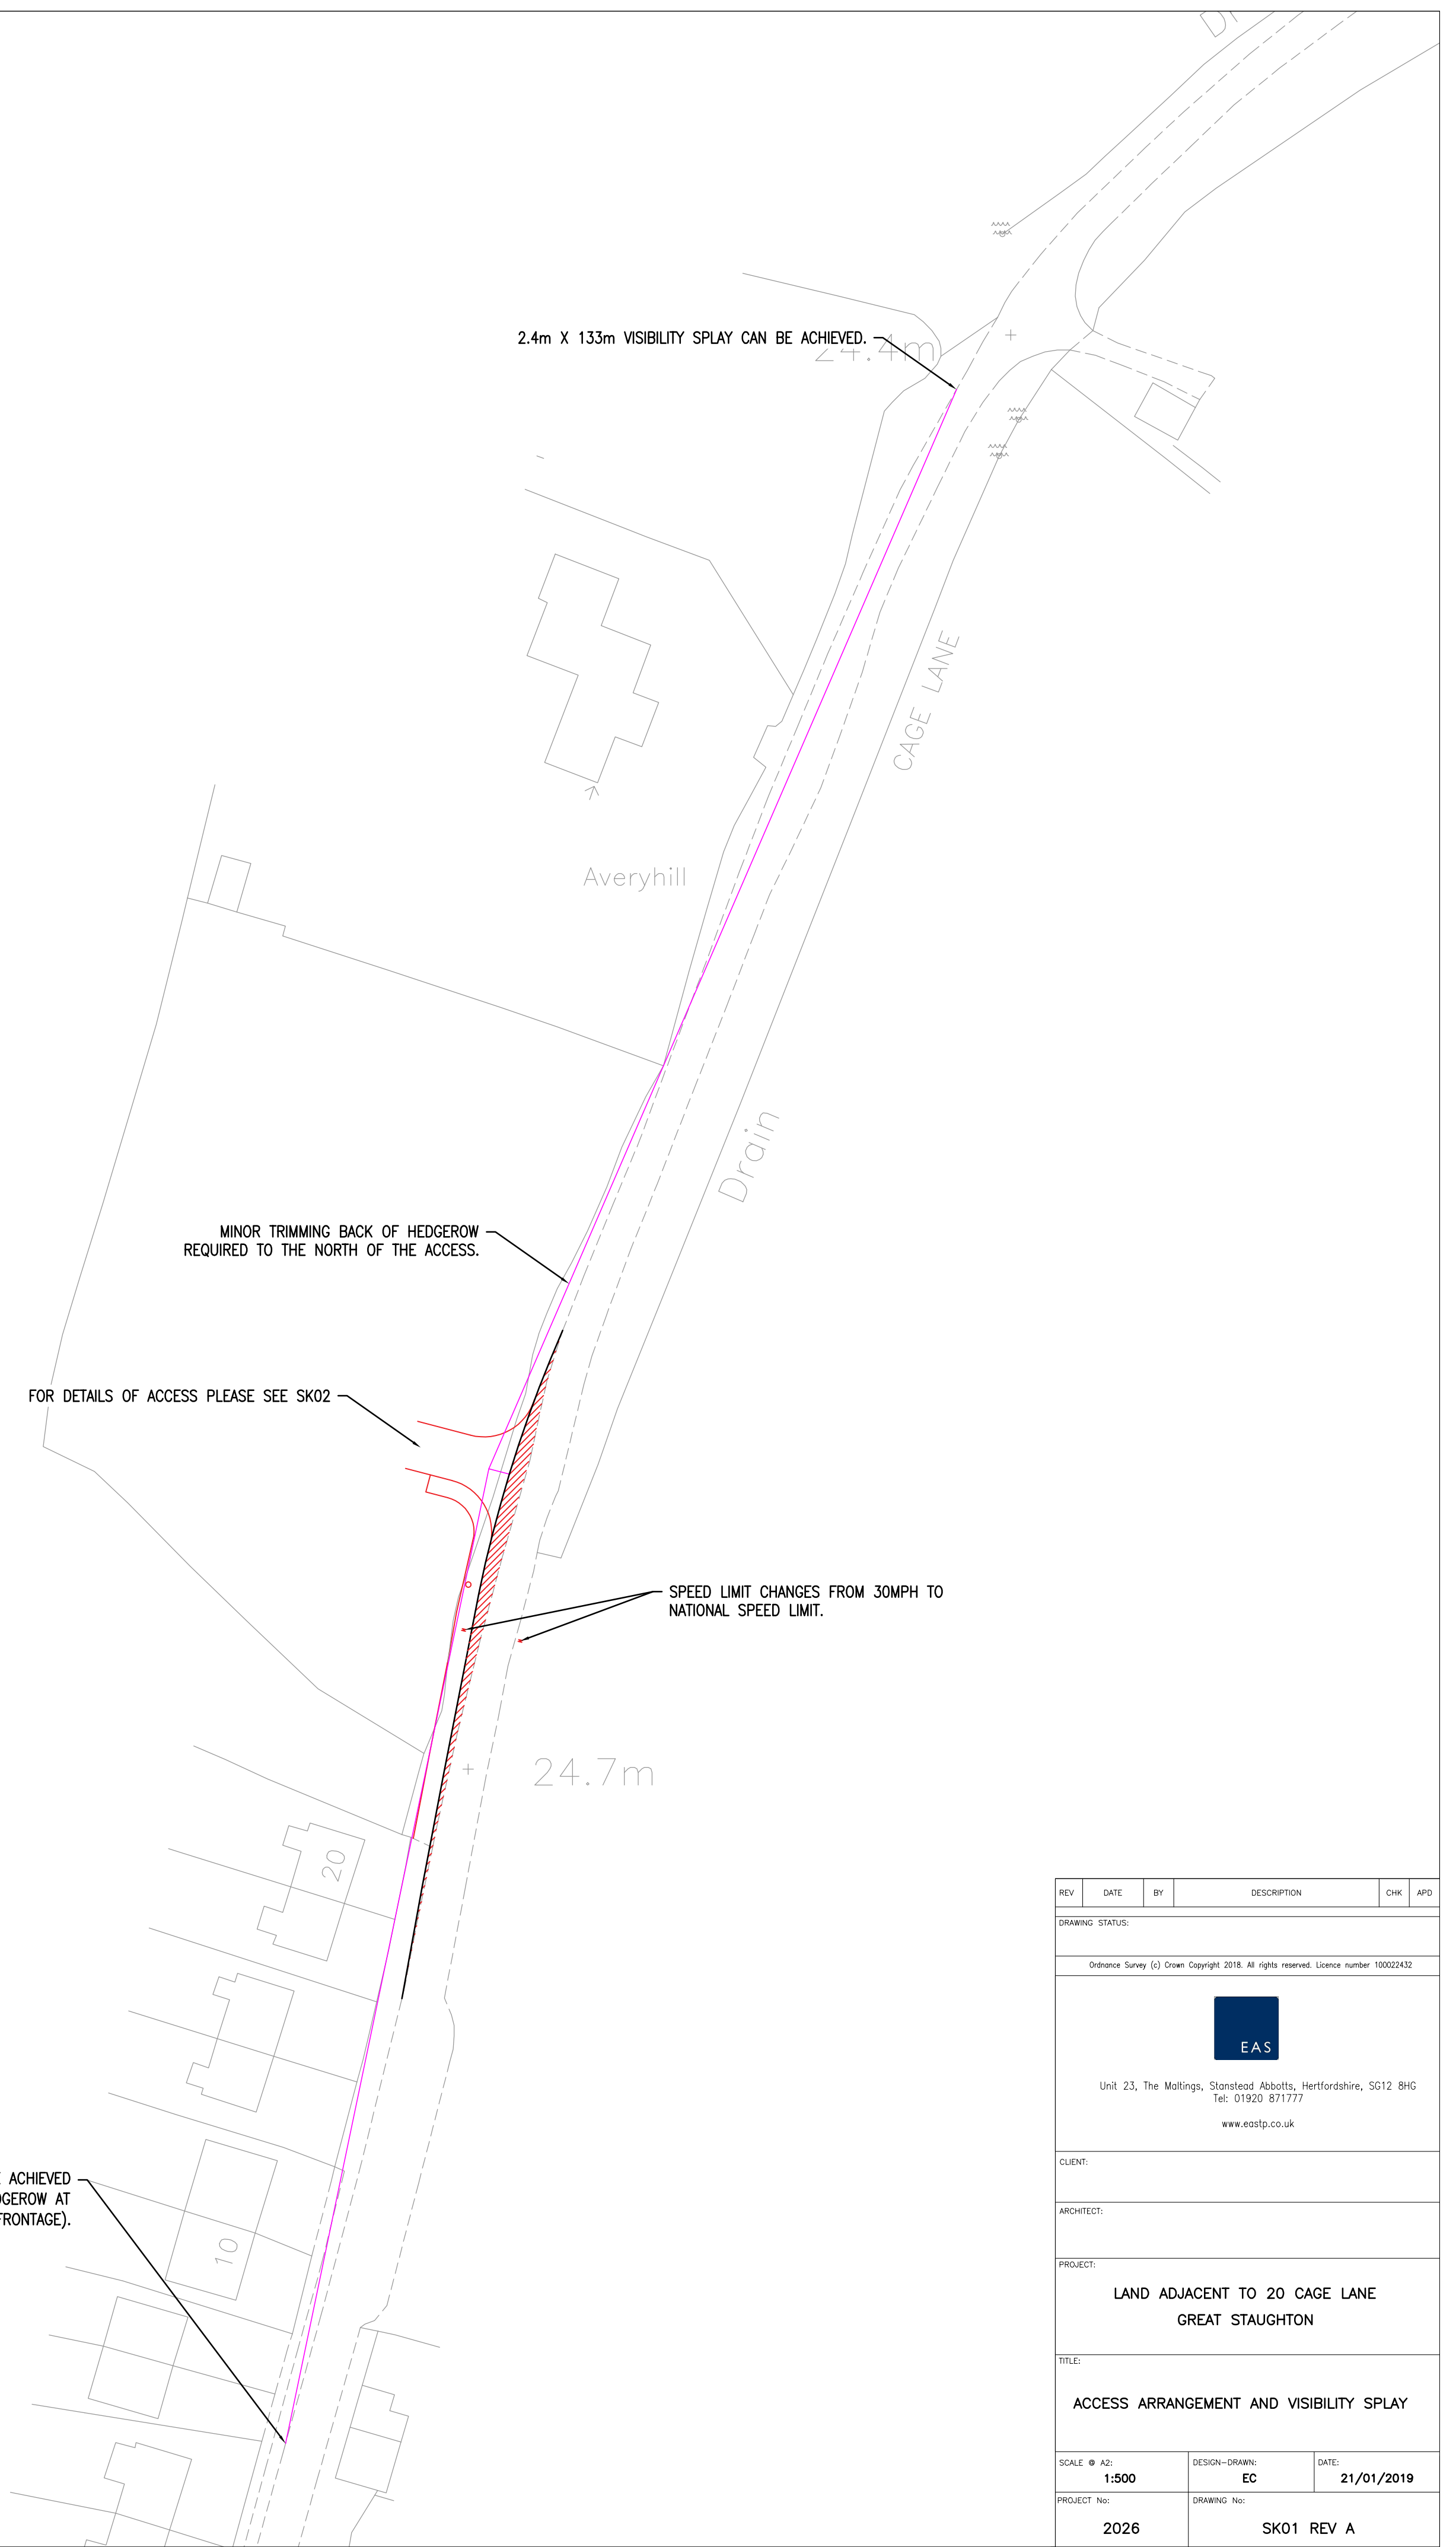 2.4m X 133m VISIBILITY SPLAY CAN BE ACHIEVED.
24.4m
CAGE LANE
Averyhill
Drain
MINOR TRIMMING BACK OF HEDGEROW
REQUIRED TO THE NORTH OF THE ACCESS.
FOR DETAILS OF ACCESS PLEASE SEE SK02
SPEED LIMIT CHANGES FROM 30MPH TO
NATIONAL SPEED LIMIT.
24.7m
20
ACHIEVED
AT
FRONTAGE).
10
REV DATE BY DESCRIPTION CHK APD
DRAWING STATUS:
Ordnance Survey (c) Crown Copyright 2018. All rights reserved. Licence number 100022432
EAS
Unit 23, The Maltings, Stanstead Abbotts, Hertfordshire, SG12 8HG
Tel: 01920 871777
www.eastp.co.uk
CLIENT:
ARCHITECT:
PROJECT:
LAND ADJACENT TO 20 CAGE LANE
GREAT STAUGHTON
TITLE:
ACCESS ARRANGEMENT AND VISIBILITY SPLAY
SCALE @ A2: DESIGN-DRAWN: DATE:
1:500 EC 21/01/2019
PROJECT No: DRAWING No:
2026 SK01 REV A